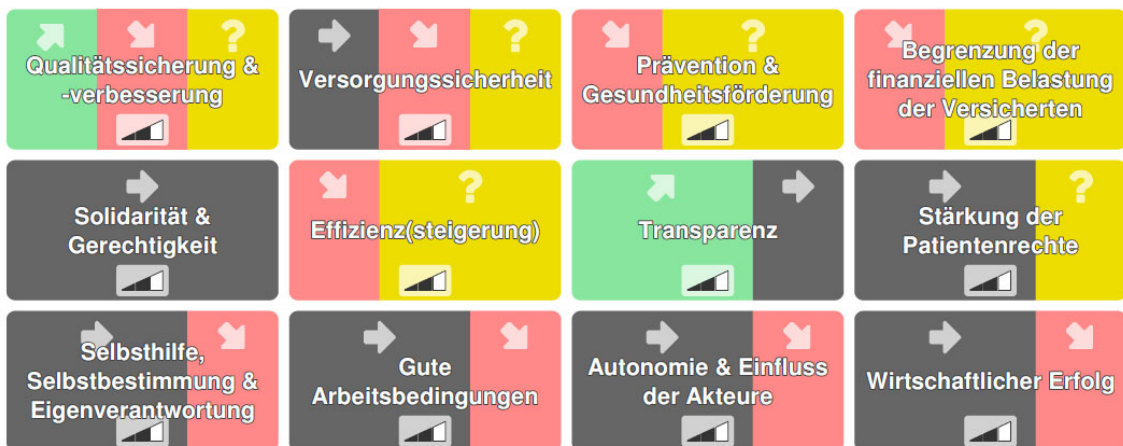 ?
?
?
?
Qualitätssicherung &
-verbesserung
Versorgungssicherheit
Prävention &
Gesundheitsförderung
Begrenzung der
finanziellen Belastung
der Versicherten
?
?
Solidarität &
Gerechtigkeit
Effizienz(steigerung)
Transparenz
Stärkung der
Patientenrechte
Selbsthilfe,
Selbstbestimmung &
Eigenverantwortung
Gute
Arbeitsbedingungen
Autonomie & Einfluss
der Akteure
Wirtschaftlicher Erfolg